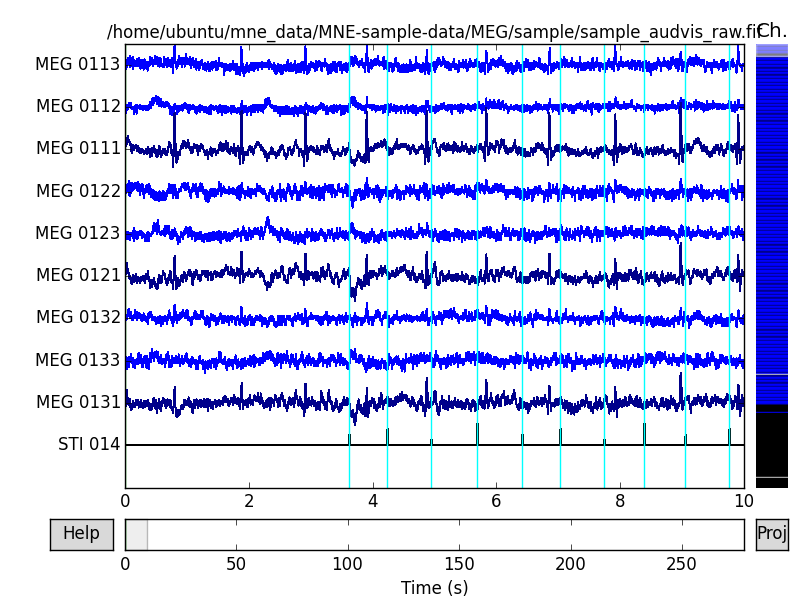 /home/ubuntu/mne_data/MNE-sample-data/MEG/sample/sample_audvis_raw.fif
Ch.
MEG 0113
MEG 0112
MEG 0111
MEG 0122
MEG 0123
MEG 0121
MEG 0132
MEG 0133
MEG 0131
STI 014
0 2 4 6 8 10
Help
Proj
0 50 100 150 200 250
Time (s)